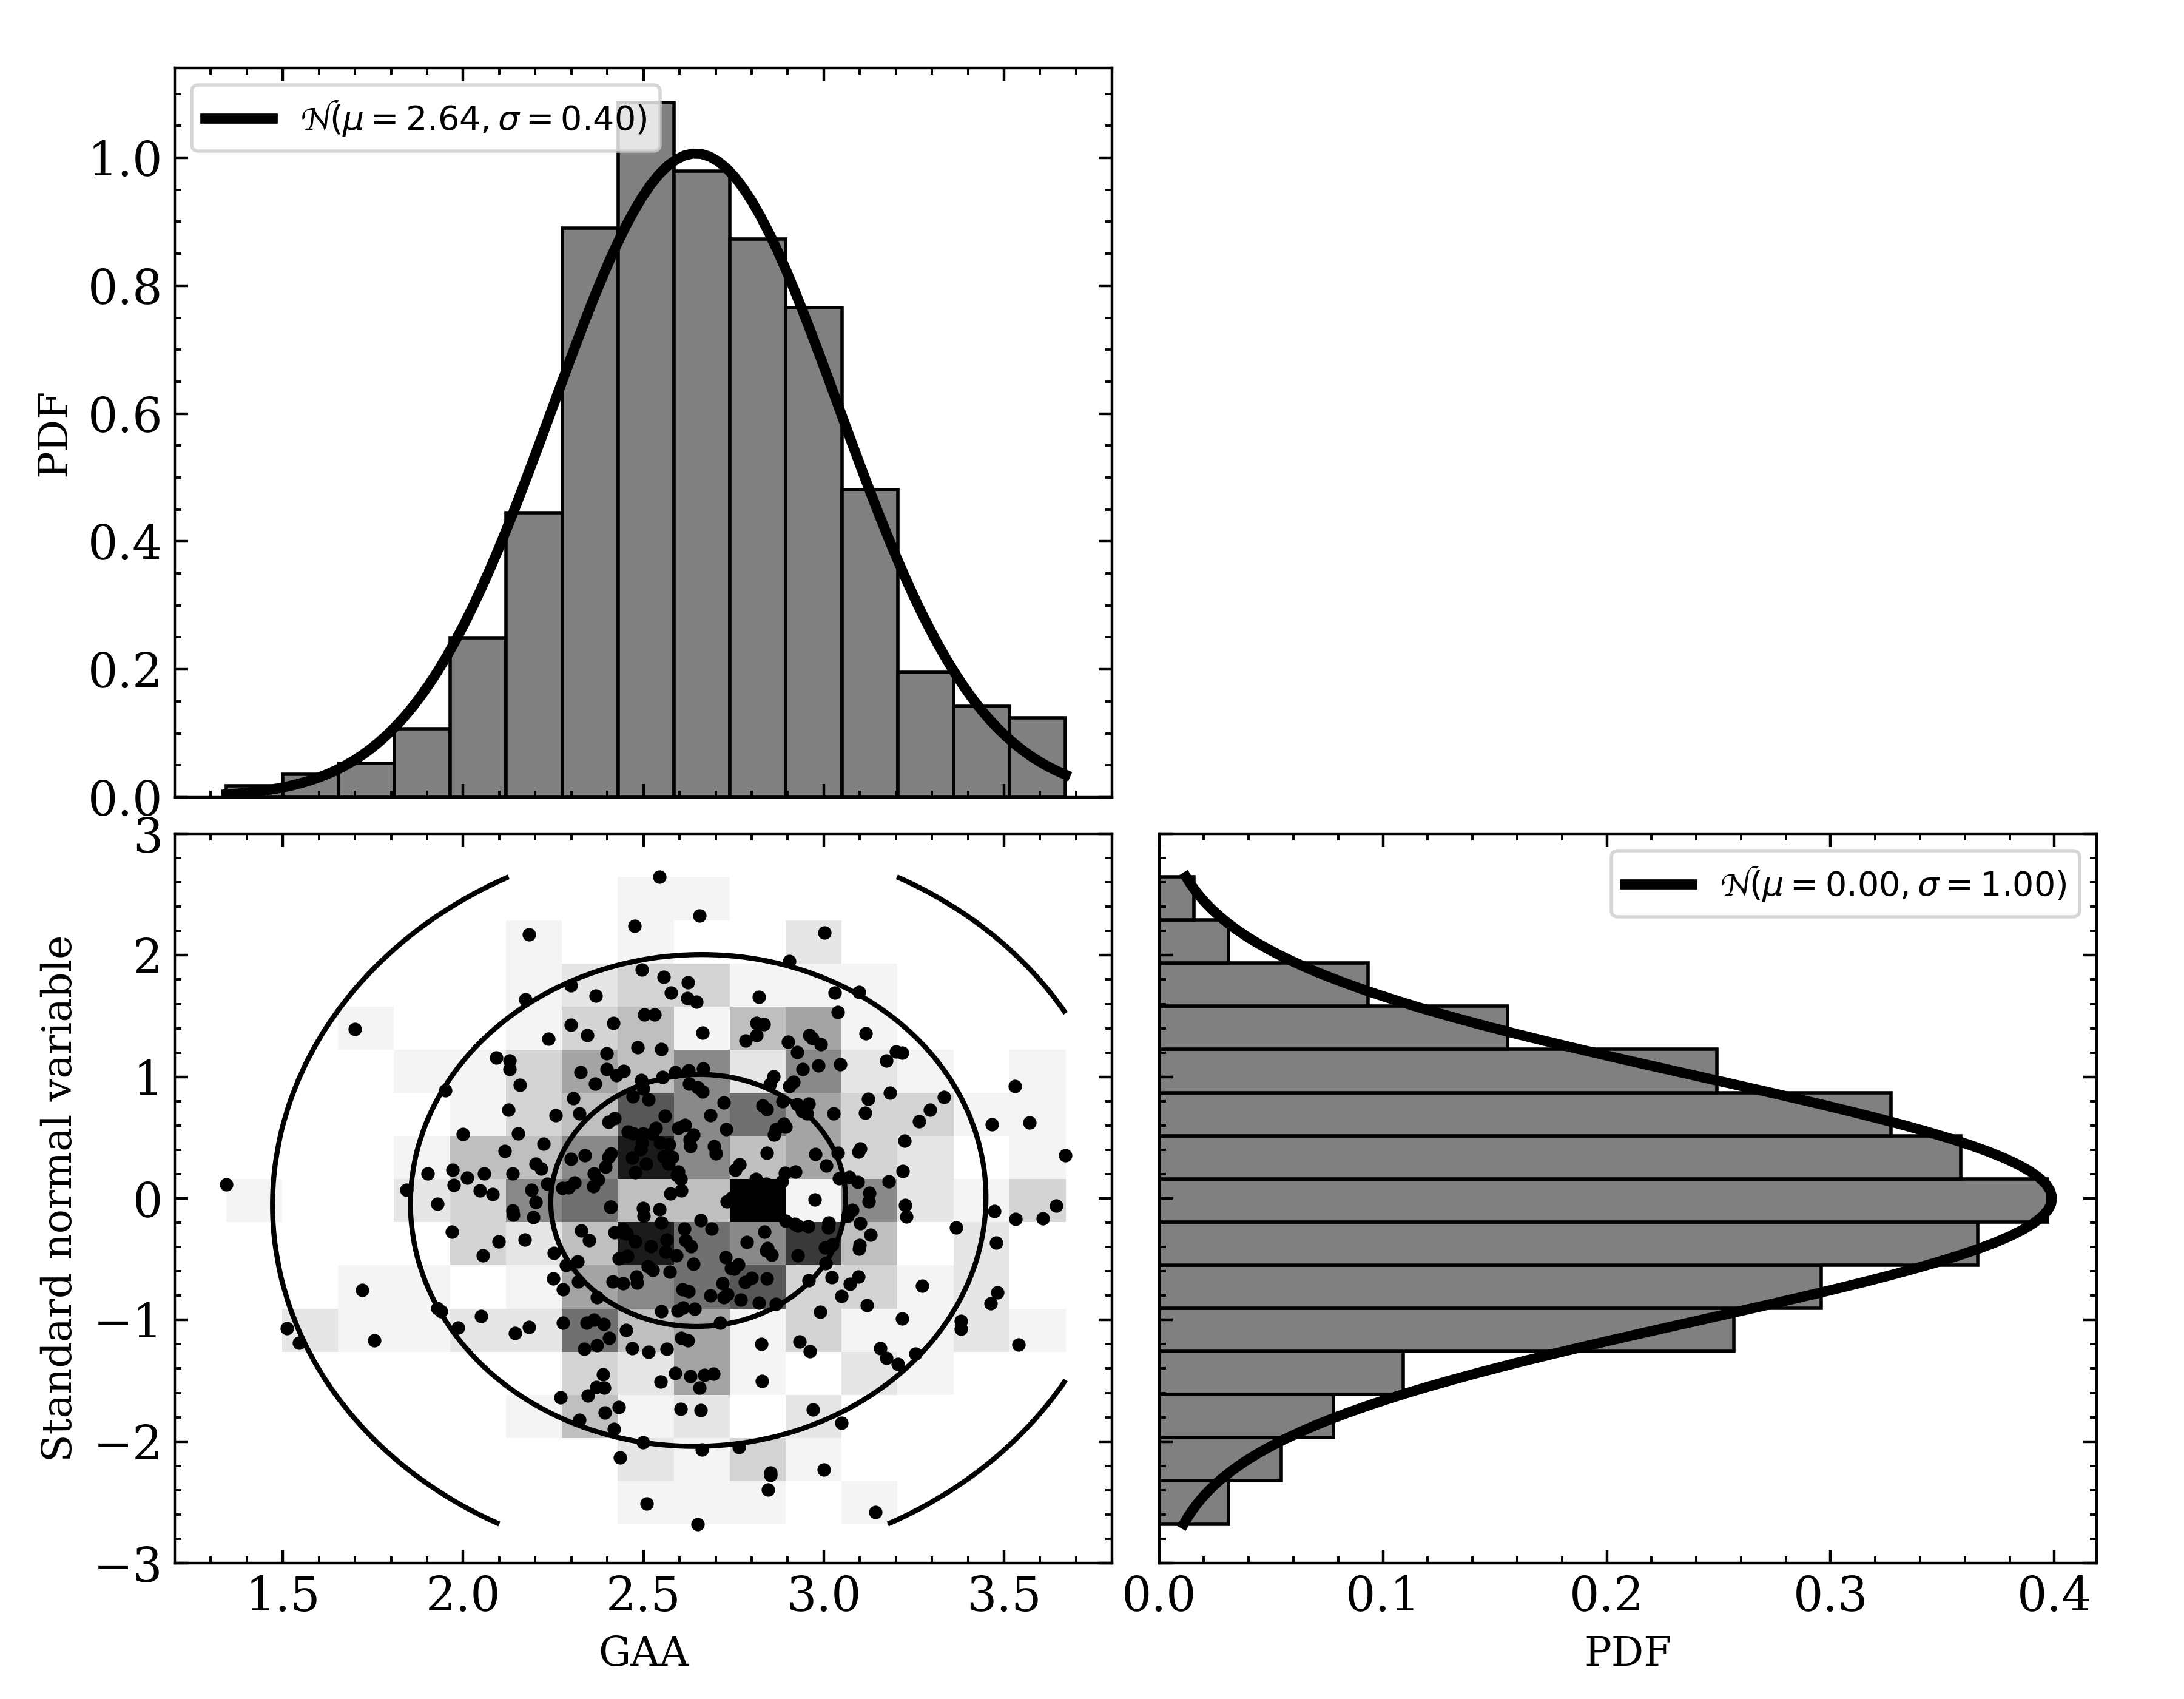 𝒩(μ = 2.64, σ = 0.40)
1.0
0.8
0.6
0.4
0.2
0.0
PDF
3
2
1
0
−1
−2
−3
Standard normal variable
1.5 2.0 2.5 3.0 3.5
GAA
𝒩(μ = 0.00, σ = 1.00)
0.0 0.1 0.2 0.3 0.4
PDF